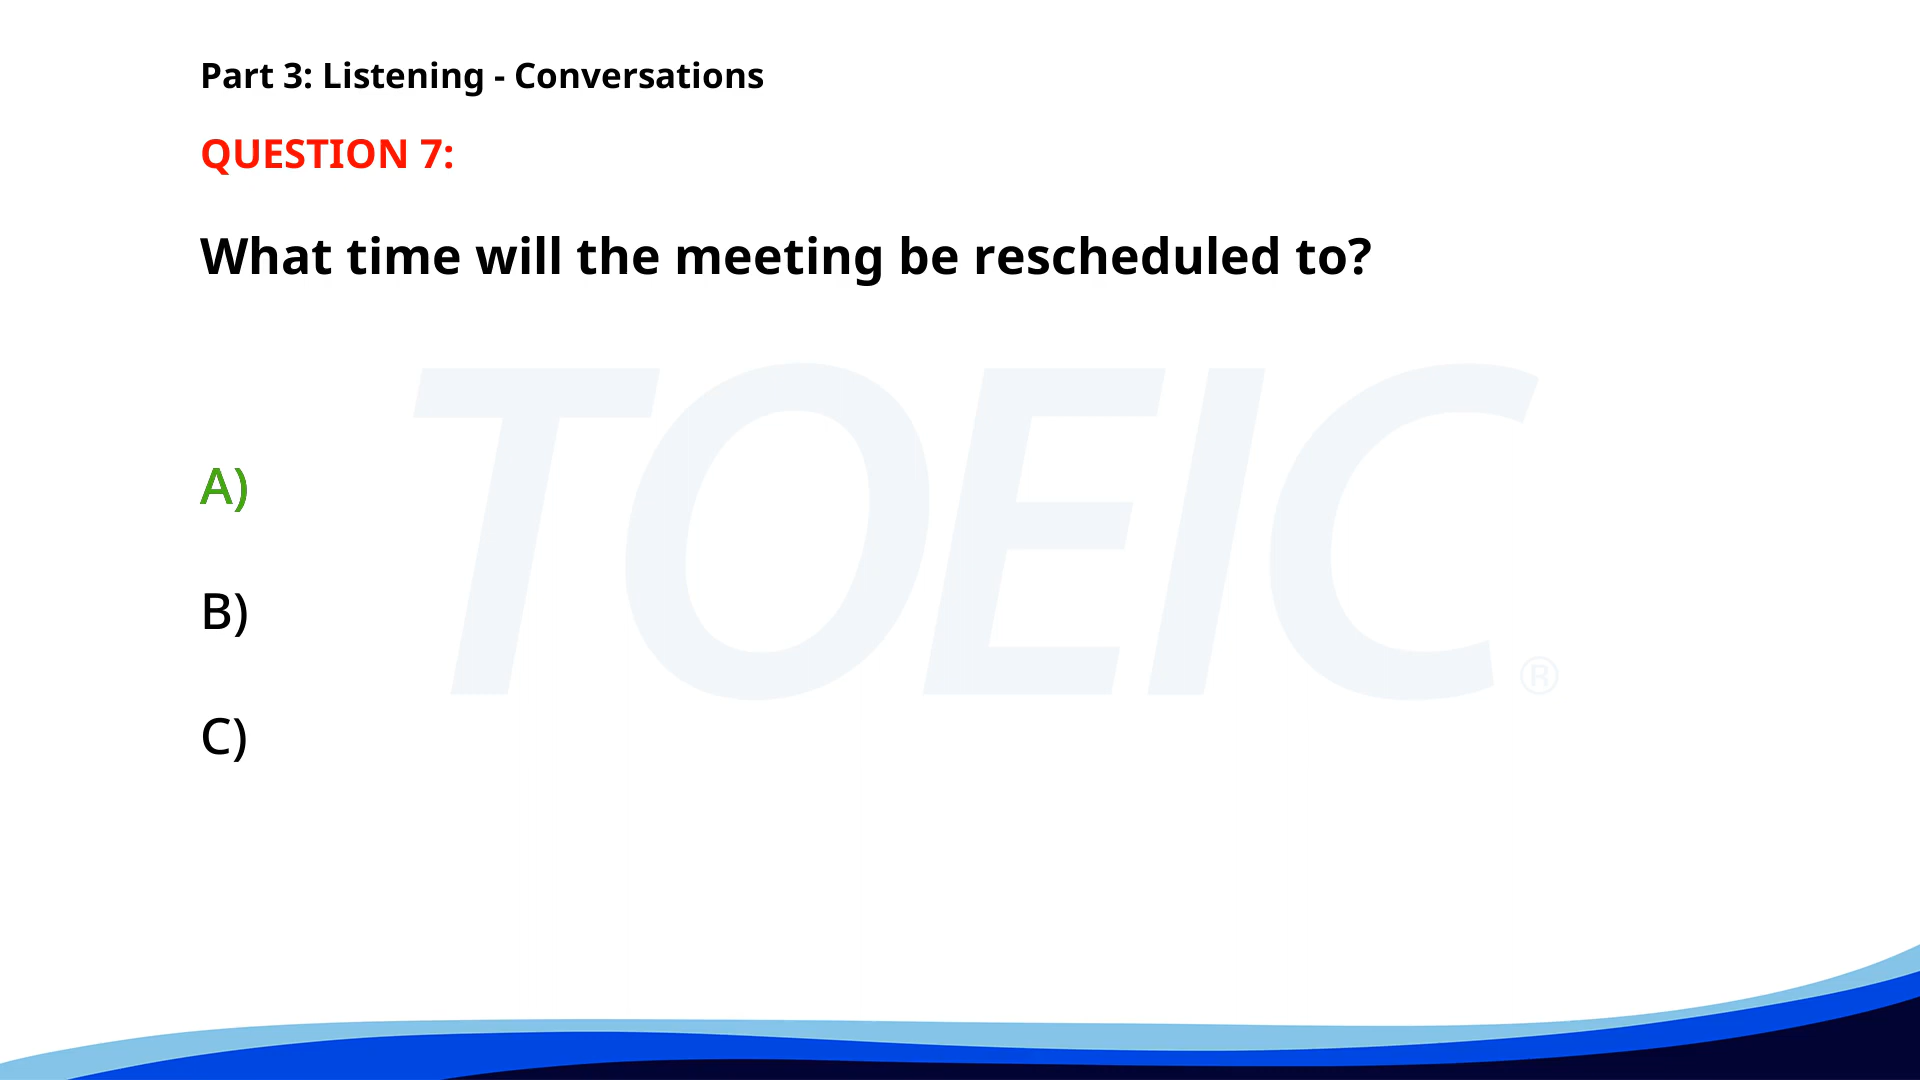 Part 3: Listening - Conversations
QUESTION 7:
What time will the meeting be rescheduled to?
TOEIC®
A)
B)
C)